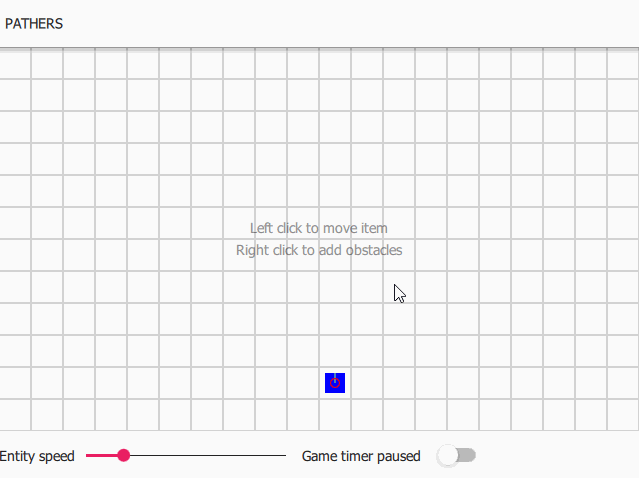 PATHERS
Left click to move item
Right click to add obstacles
Entity speed
Game timer paused